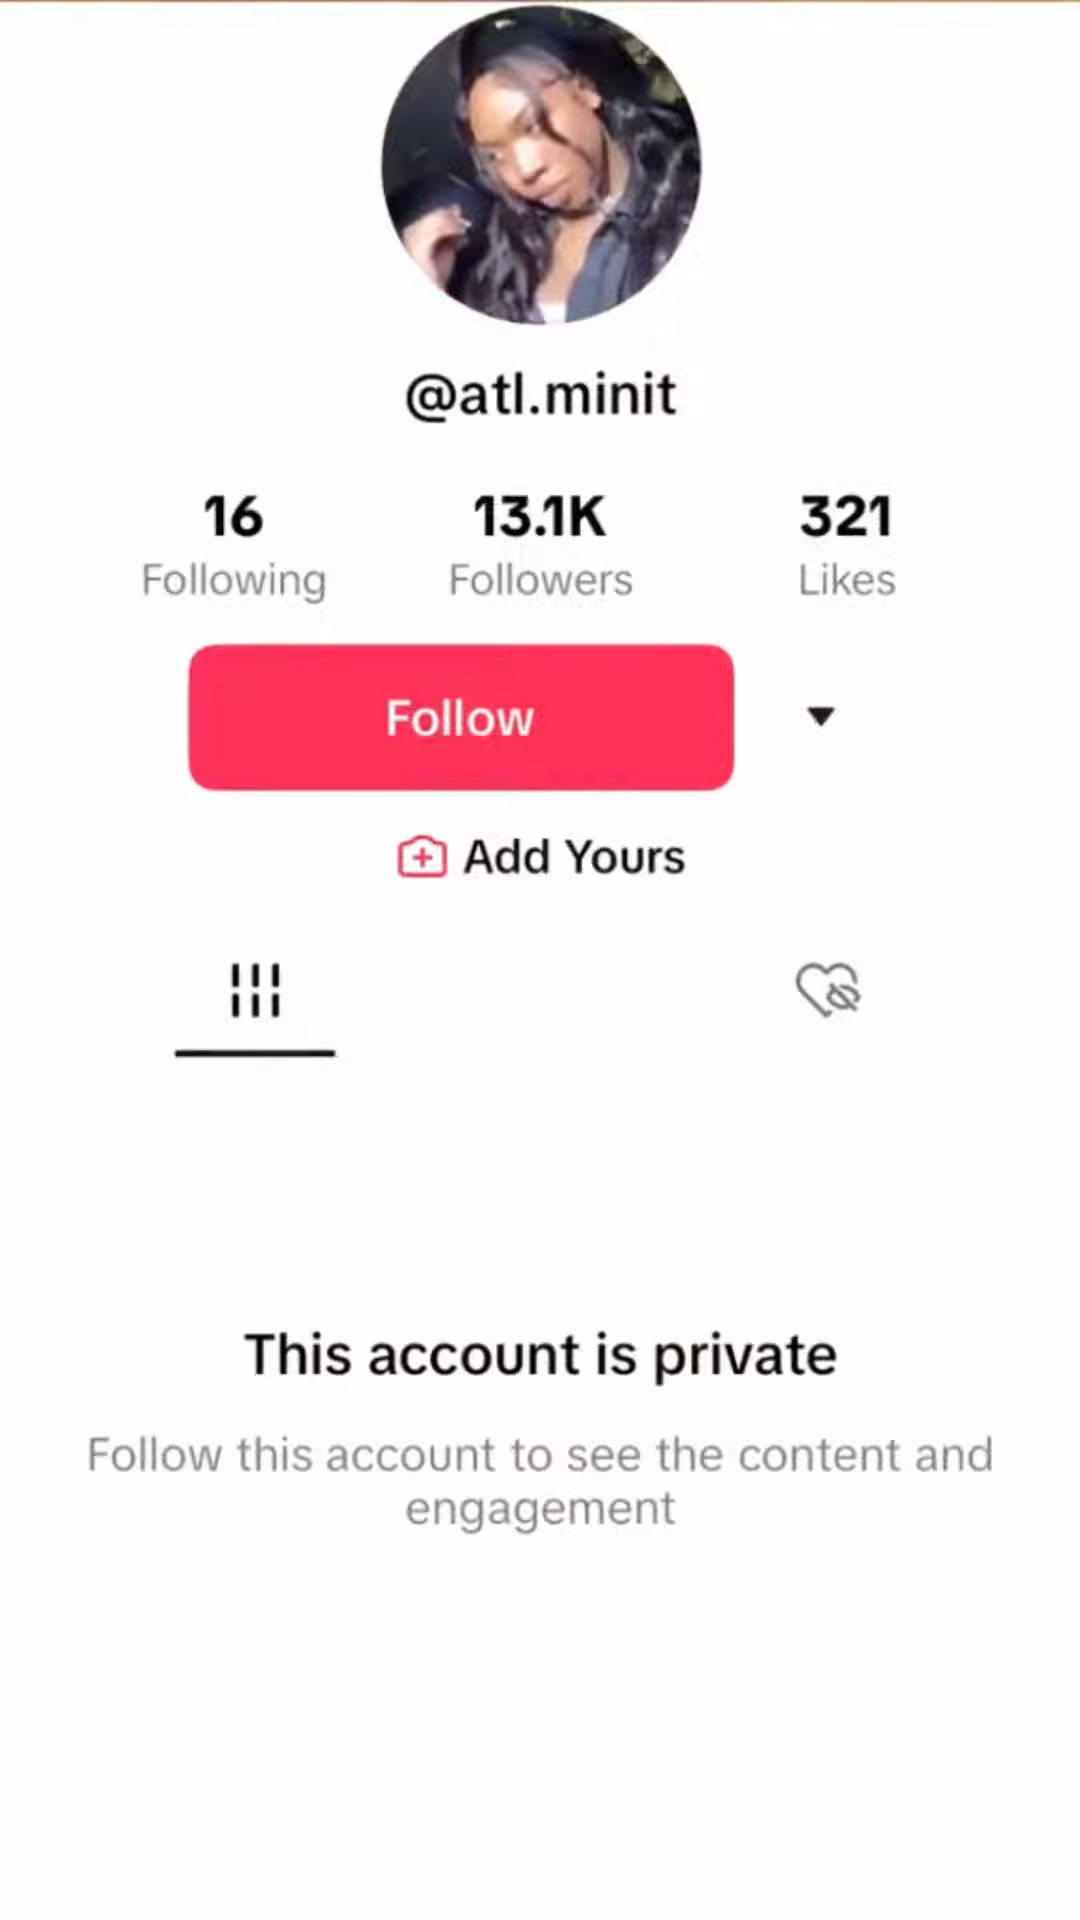 @atl.minit
16 13.1K 321
Following Followers Likes
Follow
Add Yours
This account is private
Follow this account to see the content and
engagement